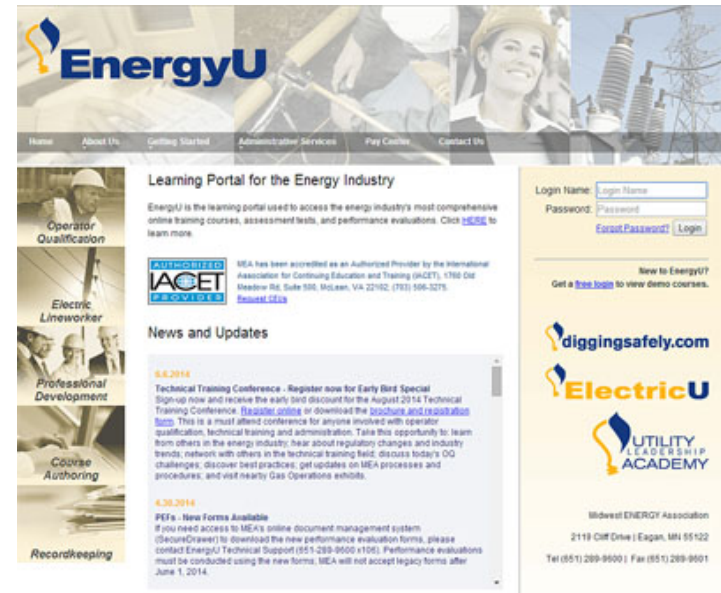 EnergyU
Home About Us Getting Started Administrative Services Pay Center Contact Us
Operator
Qualification
Electric
Lineworker
Professional
Development
Course
Authoring
Recordkeeping
Learning Portal for the Energy Industry
EnergyU is the learning portal used to access the energy industry's most comprehensive
online training courses, assessment tests, and performance evaluations. Click HERE to
learn more.
AUTHORIZED
IACET
PROVIDER
MEA has been accredited as an Authorized Provider by the International
Association for Continuing Education and Training (IACET), 1760 Old
Meadow Rd, Suite 500, McLean, VA 22102; (703) 506-3275.
Request CEUs
News and Updates
6.6.2014
Technical Training Conference - Register now for Early Bird Special
Sign-up now and receive the early bird discount for the August 2014 Technical
Training Conference. Register online or download the brochure and registration
form. This is a must attend conference for anyone involved with operator
qualification, technical training and administration. Take this opportunity to: learn
from others in the energy industry; hear about regulatory changes and industry
trends; network with others in the technical training field; discuss today's OQ
challenges; discover best practices; get updates on MEA processes and
procedures; and visit nearby Gas Operations exhibits.
4.30.2014
PEFs - New Forms Available
If you need access to MEA's online document management system
(SecureDrawer) to download the new performance evaluation forms, please
contact EnergyU Technical Support (651-289-9600 x106). Performance evaluations
must be conducted using the new forms; MEA will not accept legacy forms after
June 1, 2014.
Login Name: Login Name
Password: Password
Forgot Password? Login
New to EnergyU?
Get a free login to view demo courses.
diggingsafely.com
ElectricU
UTILITY
LEADERSHIP
ACADEMY
Midwest ENERGY Association
2119 Cliff Drive | Eagan, MN 55122
Tel (651) 289-9600 | Fax (651) 289-9601